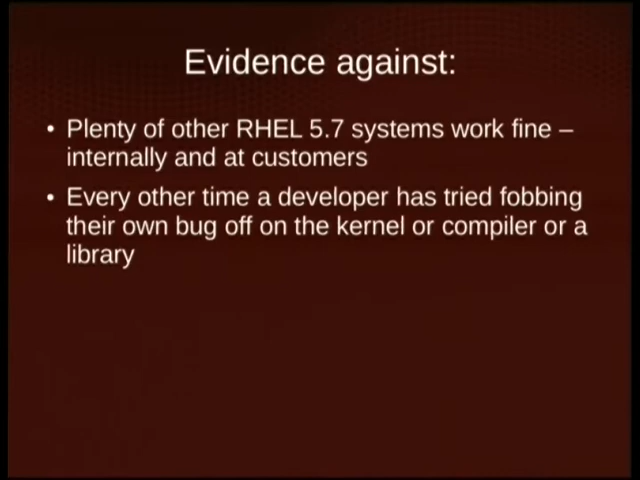 Evidence against:
• Plenty of other RHEL 5.7 systems work fine –
internally and at customers
• Every other time a developer has tried fobbing
their own bug off on the kernel or compiler or a
library